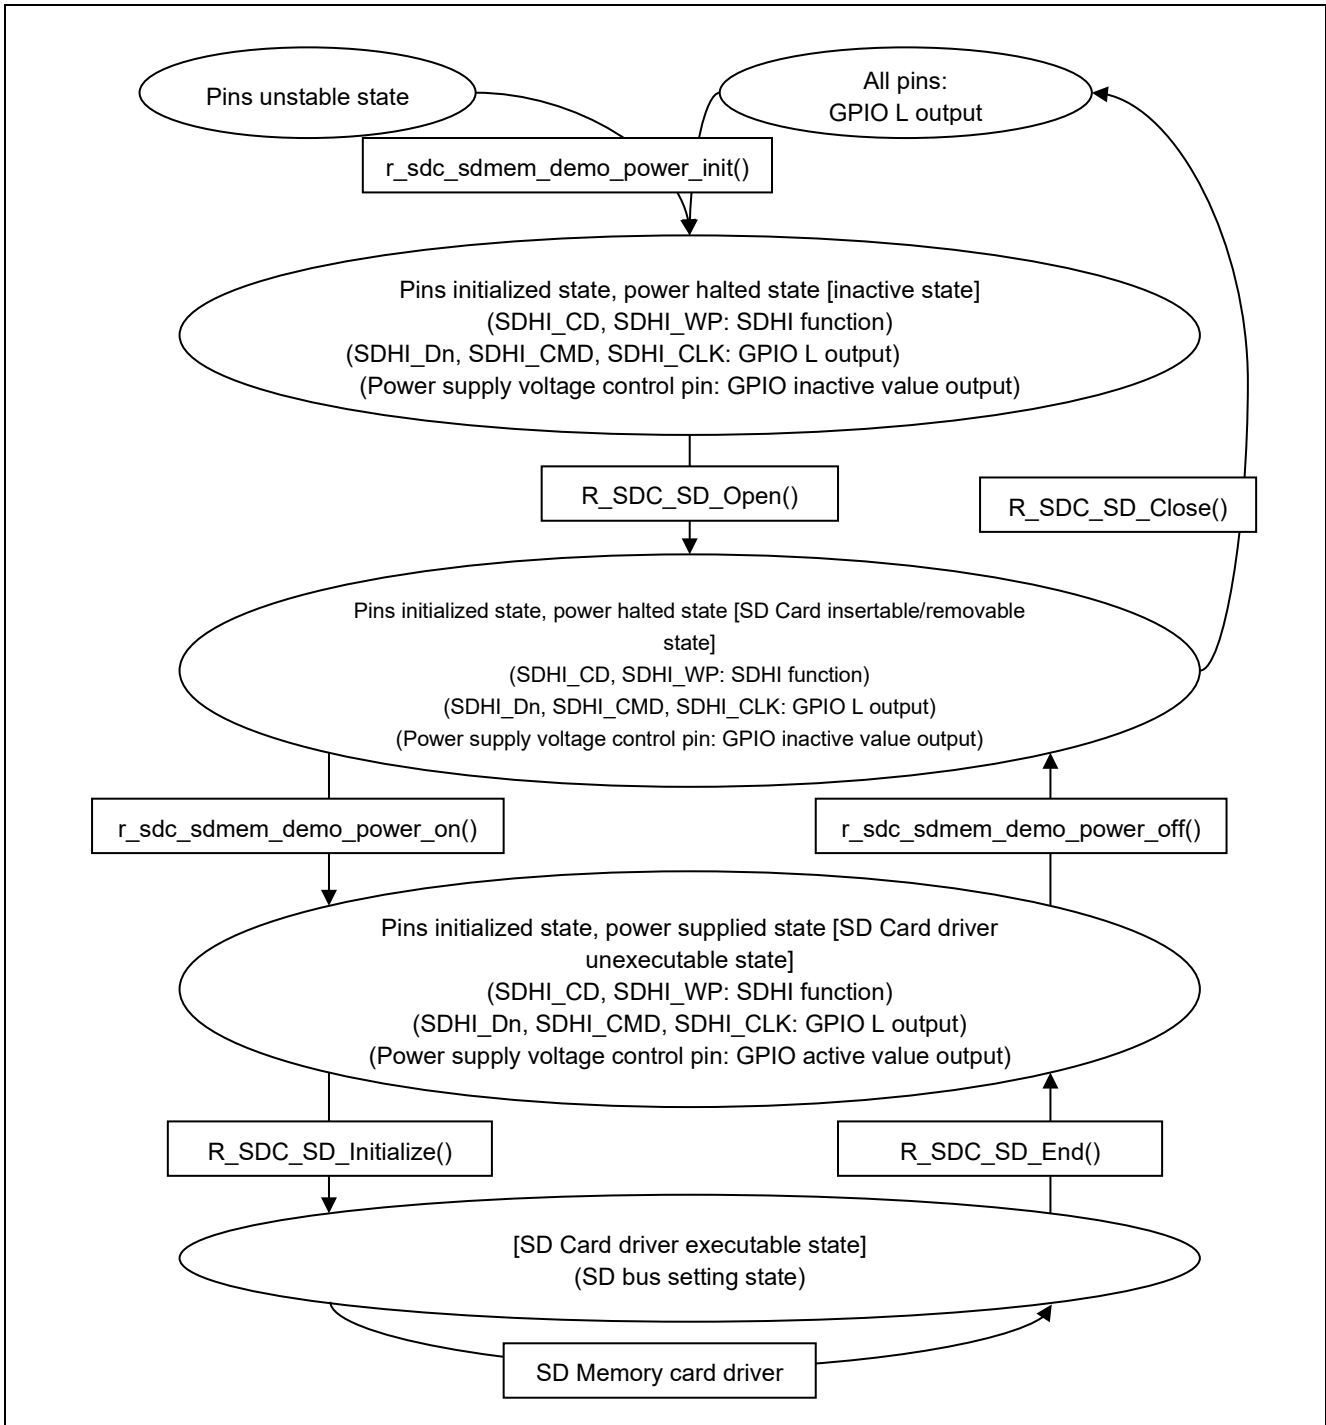 Pins unstable state
All pins:
GPIO L output
r_sdc_sdmem_demo_power_init()
Pins initialized state, power halted state [inactive state]
(SDHI_CD, SDHI_WP: SDHI function)
(SDHI_Dn, SDHI_CMD, SDHI_CLK: GPIO L output)
(Power supply voltage control pin: GPIO inactive value output)
R_SDC_SD_Open()
R_SDC_SD_Close()
Pins initialized state, power halted state [SD Card insertable/removable
state]
(SDHI_CD, SDHI_WP: SDHI function)
(SDHI_Dn, SDHI_CMD, SDHI_CLK: GPIO L output)
(Power supply voltage control pin: GPIO inactive value output)
r_sdc_sdmem_demo_power_on()
r_sdc_sdmem_demo_power_off()
Pins initialized state, power supplied state [SD Card driver
unexecutable state]
(SDHI_CD, SDHI_WP: SDHI function)
(SDHI_Dn, SDHI_CMD, SDHI_CLK: GPIO L output)
(Power supply voltage control pin: GPIO active value output)
R_SDC_SD_Initialize()
R_SDC_SD_End()
[SD Card driver executable state]
(SD bus setting state)
SD Memory card driver